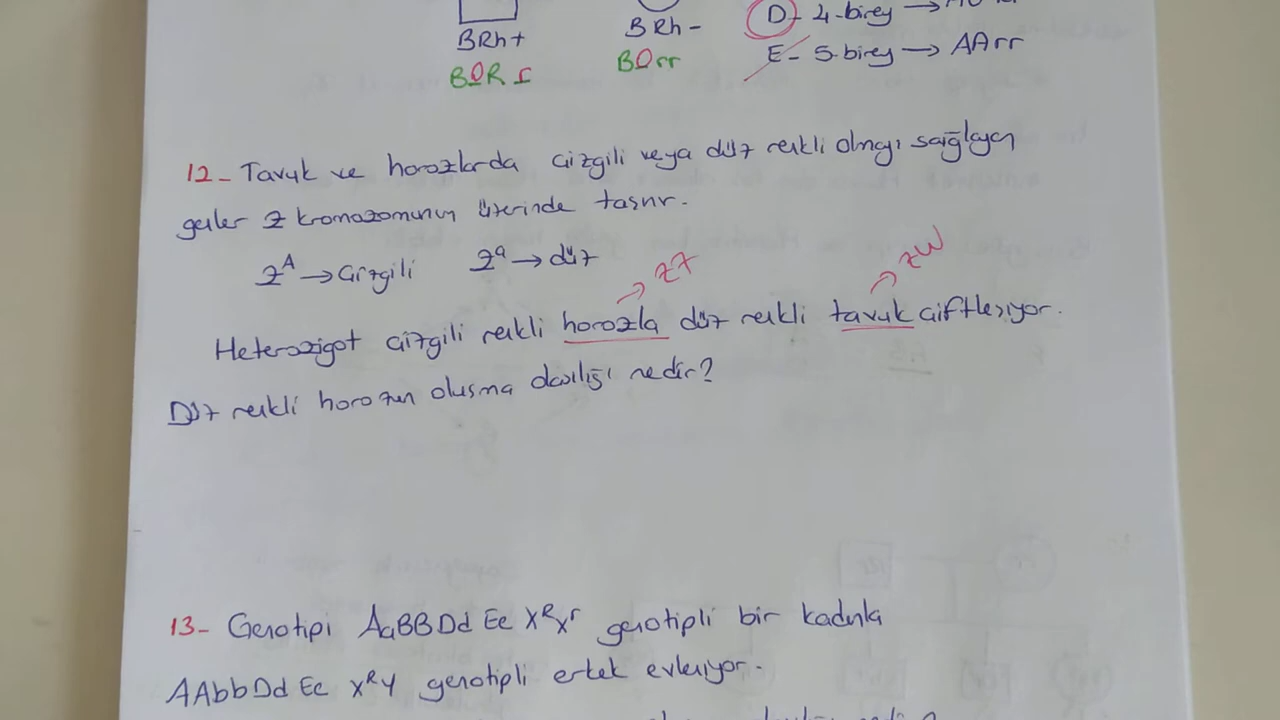 D- 4. birey →
BRh+ BRh-
BORr BOrr
E- 5. birey → AArr
12- Tavuk ve horozlarda çizgili veya düz renkli olmayı sağlayan
genler Z kromozomunun üzerinde taşınır.
Z^A → Çizgili Z^a → düz
ZZ ZW
Heterozigot çizgili renkli horozla düz renkli tavuk çiftleşiyor.
Düz renkli horozun oluşma olasılığı nedir?
13- Genotipi AaBBDdEe X^R X^r genotipli bir kadınla
AAbbDdEe X^R Y genotipli erkek evleniyor.